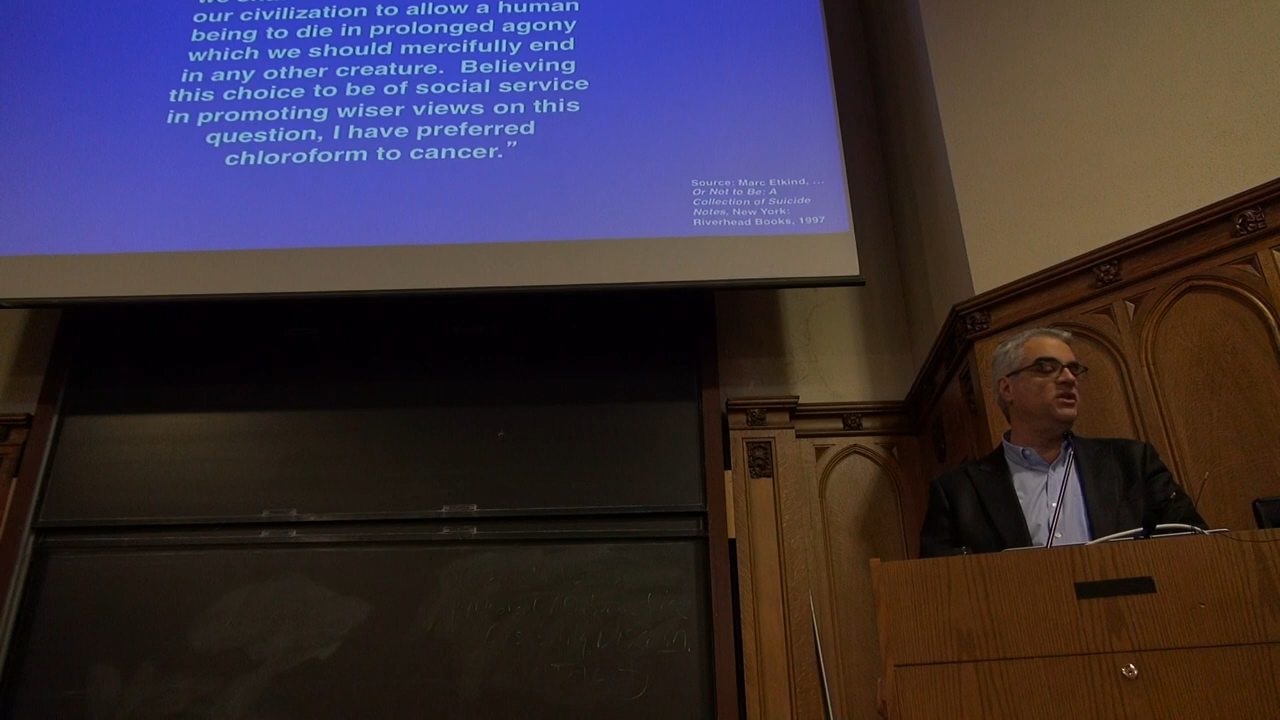 our civilization to allow a human
being to die in prolonged agony
which we should mercifully end
in any other creature. Believing
this choice to be of social service
in promoting wiser views on this
question, I have preferred
chloroform to cancer.”
Source: Marc Etkind, ...
Or Not to Be: A
Collection of Suicide
Notes, New York:
Riverhead Books, 1997